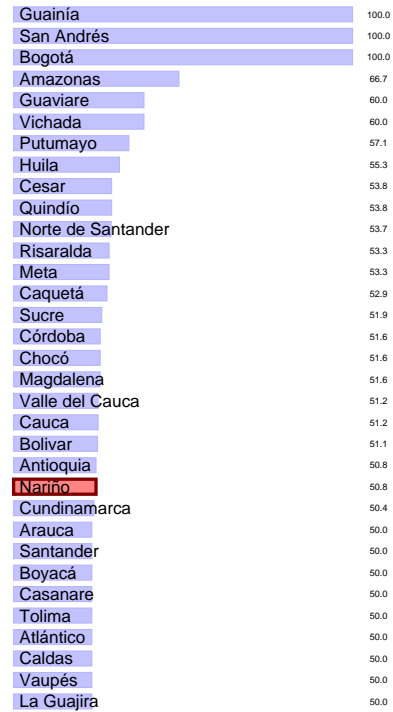 Guainía 100.0
San Andrés 100.0
Bogotá 100.0
Amazonas 66.7
Guaviare 60.0
Vichada 60.0
Putumayo 57.1
Huila 55.3
Cesar 53.8
Quindío 53.8
Norte de Santander 53.7
Risaralda 53.3
Meta 53.3
Caquetá 52.9
Sucre 51.9
Córdoba 51.6
Chocó 51.6
Magdalena 51.6
Valle del Cauca 51.2
Cauca 51.2
Bolivar 51.1
Antioquia 50.8
Nariño 50.8
Cundinamarca 50.4
Arauca 50.0
Santander 50.0
Boyacá 50.0
Casanare 50.0
Tolima 50.0
Atlántico 50.0
Caldas 50.0
Vaupés 50.0
La Guajira 50.0